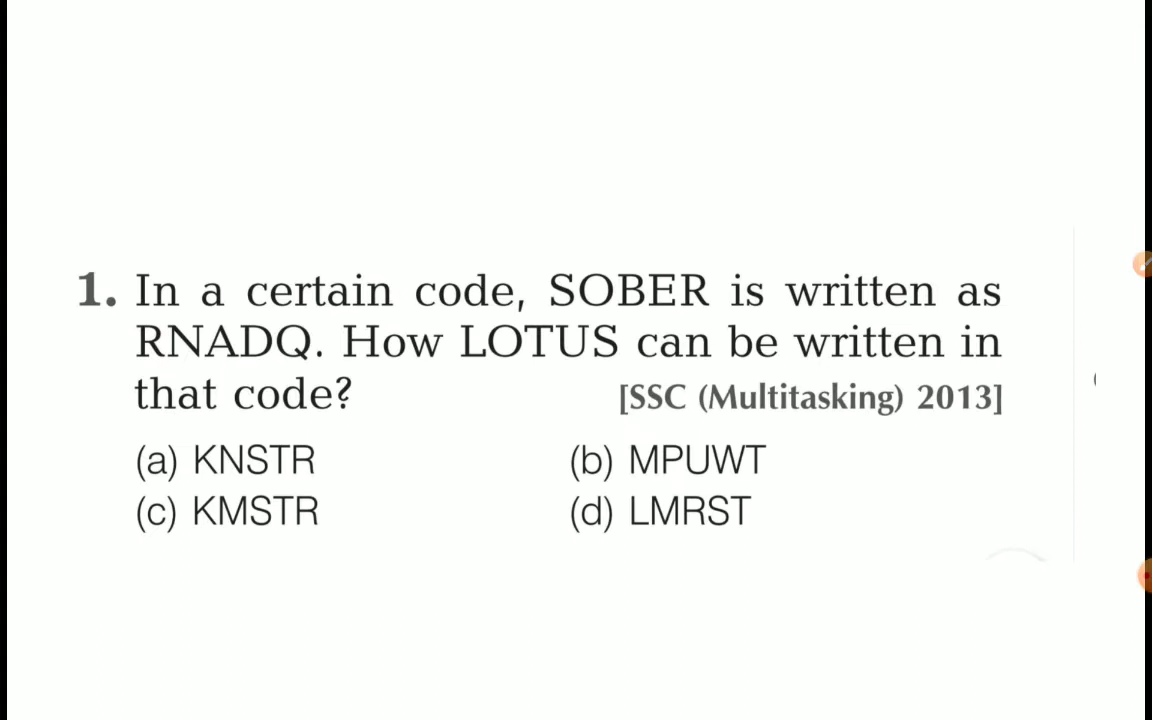 1. In a certain code, SOBER is written as
RNADQ. How LOTUS can be written in
that code? [SSC (Multitasking) 2013]
(a) KNSTR (b) MPUWT
(c) KMSTR (d) LMRST